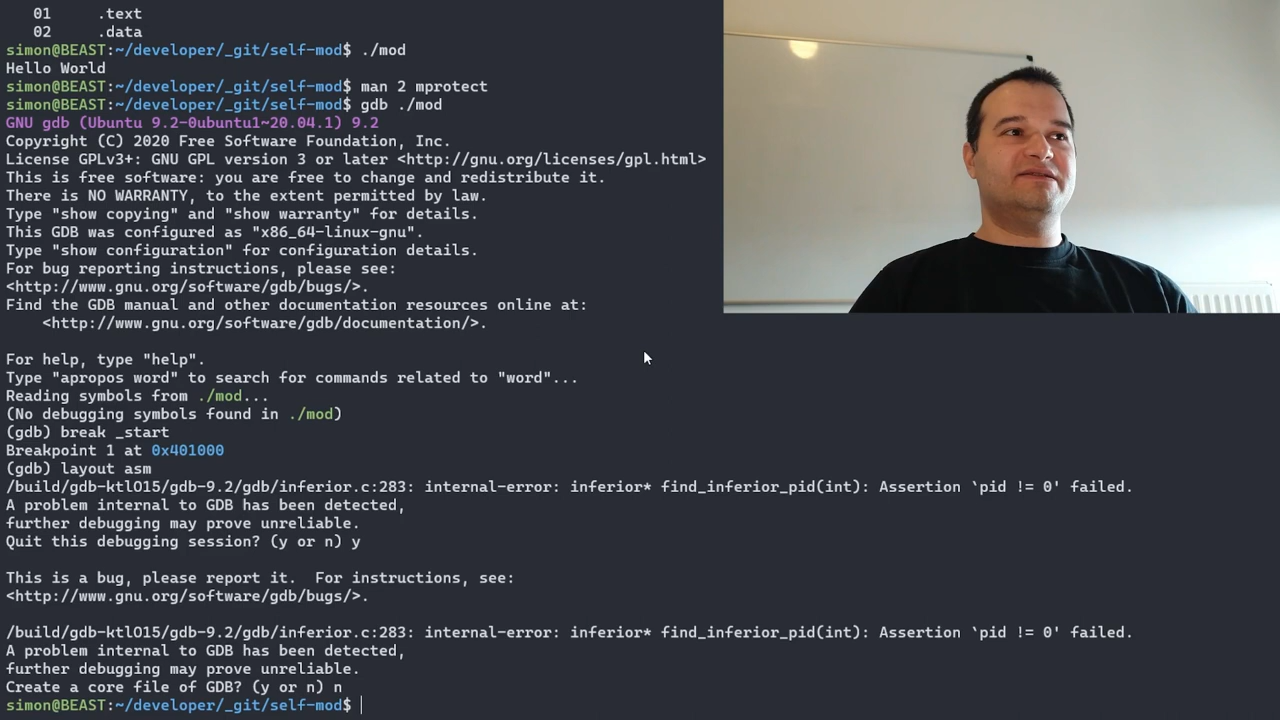 01     .text
   02     .data
simon@BEAST:~/developer/_git/self-mod$ ./mod
Hello World
simon@BEAST:~/developer/_git/self-mod$ man 2 mprotect
simon@BEAST:~/developer/_git/self-mod$ gdb ./mod
GNU gdb (Ubuntu 9.2-0ubuntu1~20.04.1) 9.2
Copyright (C) 2020 Free Software Foundation, Inc.
License GPLv3+: GNU GPL version 3 or later <http://gnu.org/licenses/gpl.html>
This is free software: you are free to change and redistribute it.
There is NO WARRANTY, to the extent permitted by law.
Type "show copying" and "show warranty" for details.
This GDB was configured as "x86_64-linux-gnu".
Type "show configuration" for configuration details.
For bug reporting instructions, please see:
<http://www.gnu.org/software/gdb/bugs/>.
Find the GDB manual and other documentation resources online at:
    <http://www.gnu.org/software/gdb/documentation/>.
For help, type "help".
Type "apropos word" to search for commands related to "word"...
Reading symbols from ./mod...
(No debugging symbols found in ./mod)
(gdb) break _start
Breakpoint 1 at 0x401000
(gdb) layout asm
/build/gdb-ktlO15/gdb-9.2/gdb/inferior.c:283: internal-error: inferior* find_inferior_pid(int): Assertion `pid != 0' failed.
A problem internal to GDB has been detected,
further debugging may prove unreliable.
Quit this debugging session? (y or n) y
This is a bug, please report it.  For instructions, see:
<http://www.gnu.org/software/gdb/bugs/>.
/build/gdb-ktlO15/gdb-9.2/gdb/inferior.c:283: internal-error: inferior* find_inferior_pid(int): Assertion `pid != 0' failed.
A problem internal to GDB has been detected,
further debugging may prove unreliable.
Create a core file of GDB? (y or n) n
simon@BEAST:~/developer/_git/self-mod$